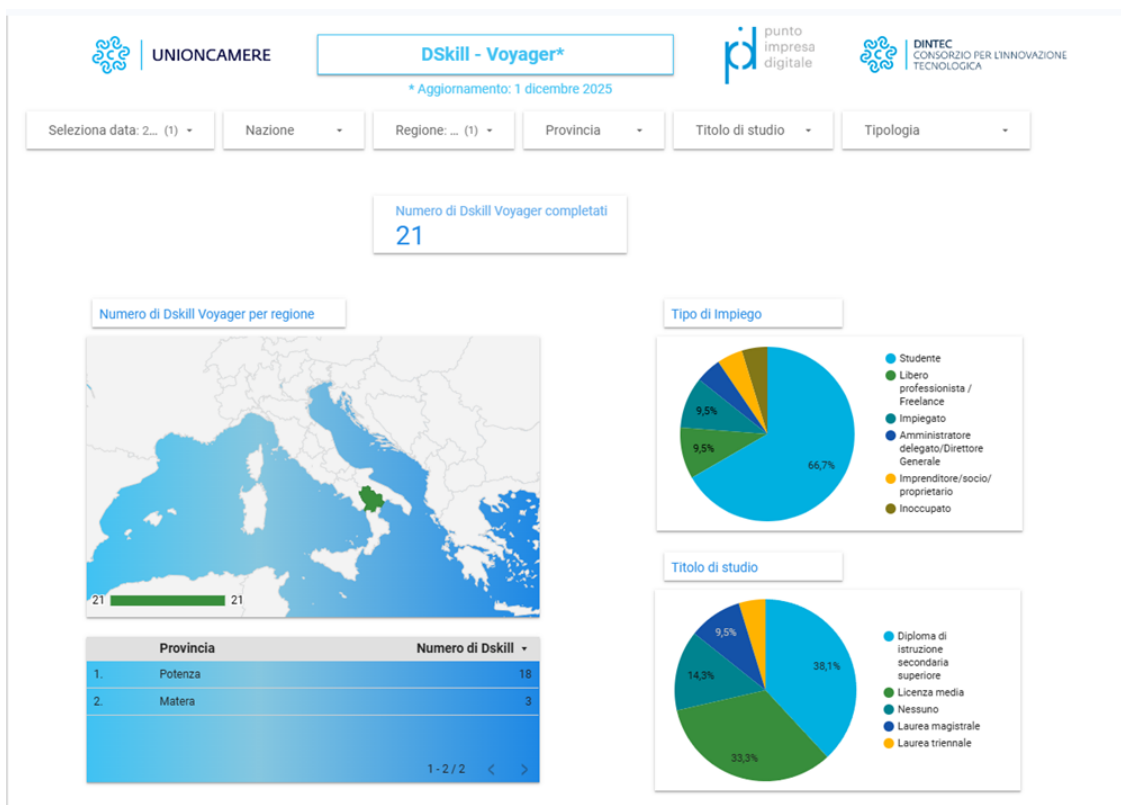 UNIONCAMERE
DSkill - Voyager*
punto
impresa
digitale
DINTEC
CONSORZIO PER L'INNOVAZIONE
TECNOLOGICA
* Aggiornamento: 1 dicembre 2025
Seleziona data: 2... (1)
Nazione
Regione: ... (1)
Provincia
Titolo di studio
Tipologia
Numero di Dskill Voyager completati
21
Numero di Dskill Voyager per regione
21
21
Provincia Numero di Dskill
1. Potenza 18
2. Matera 3
1 - 2 / 2
Tipo di Impiego
9,5%
9,5%
66,7%
Studente
Libero
professionista /
Freelance
Impiegato
Amministratore
delegato/Direttore
Generale
Imprenditore/socio/
proprietario
Inoccupato
Titolo di studio
9,5%
38,1%
14,3%
33,3%
Diploma di
istruzione
secondaria
superiore
Licenza media
Nessuno
Laurea magistrale
Laurea triennale